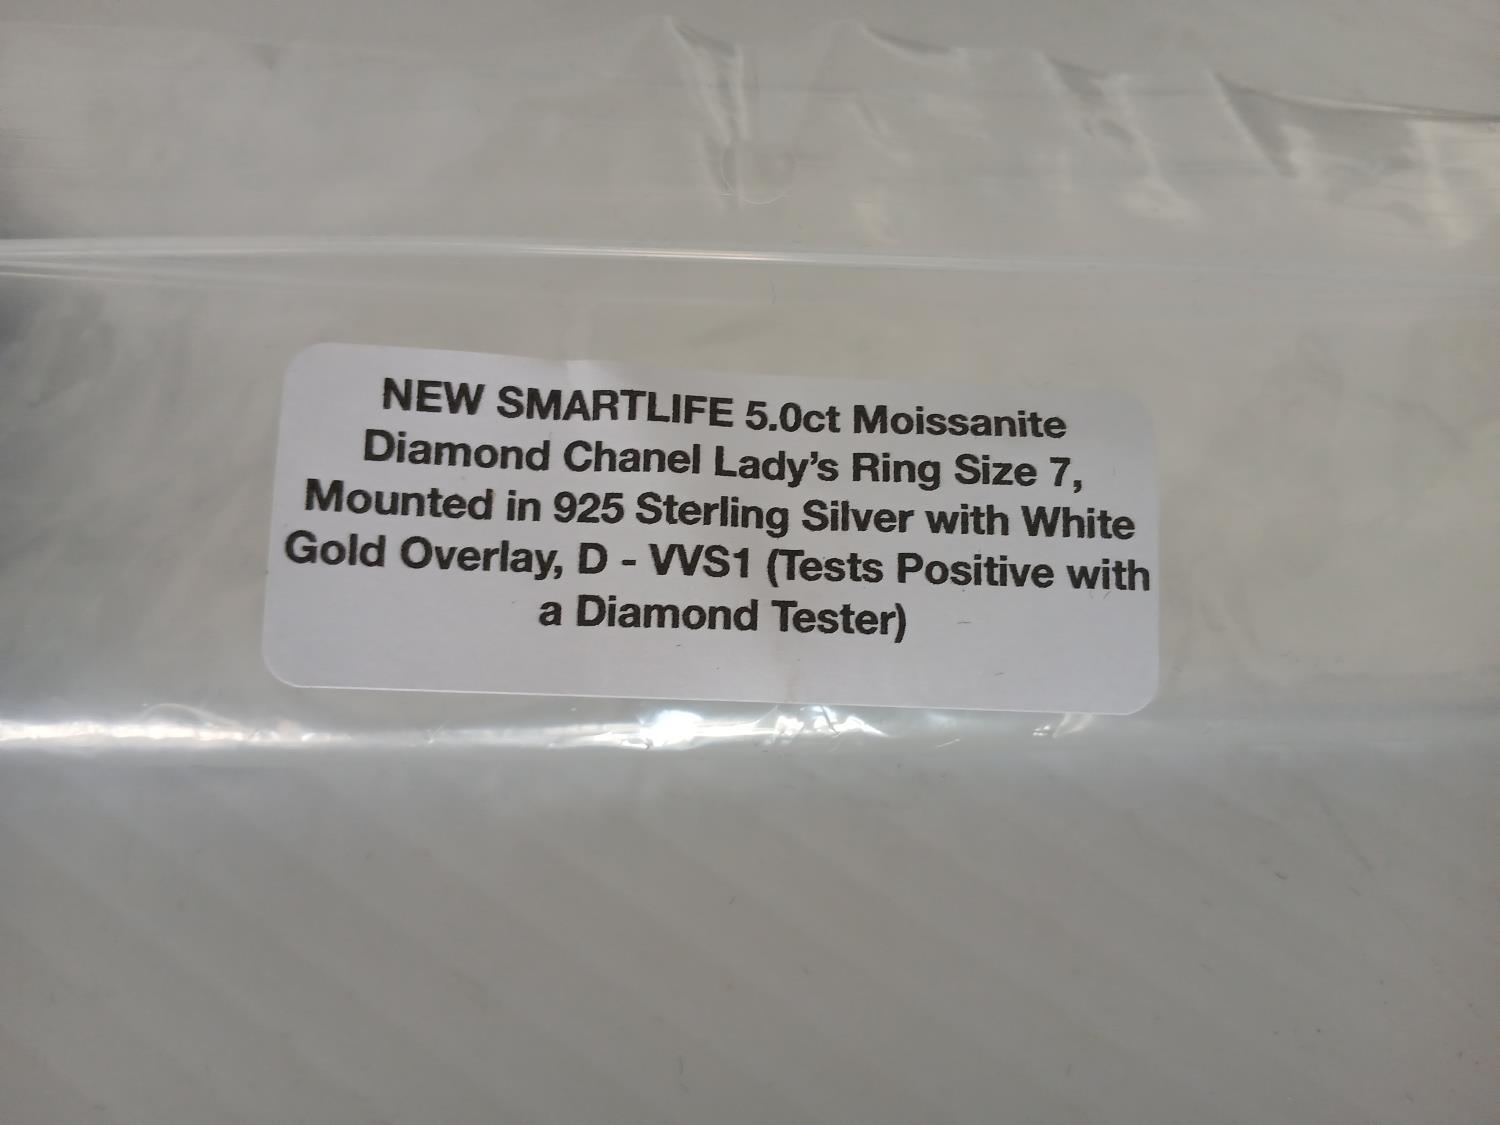 NEW SMARTLIFE 5.0ct Moissanite
Diamond Chanel Lady's Ring Size 7,
Mounted in 925 Sterling Silver with White
Gold Overlay, D - VVS1 (Tests Positive with
a Diamond Tester)